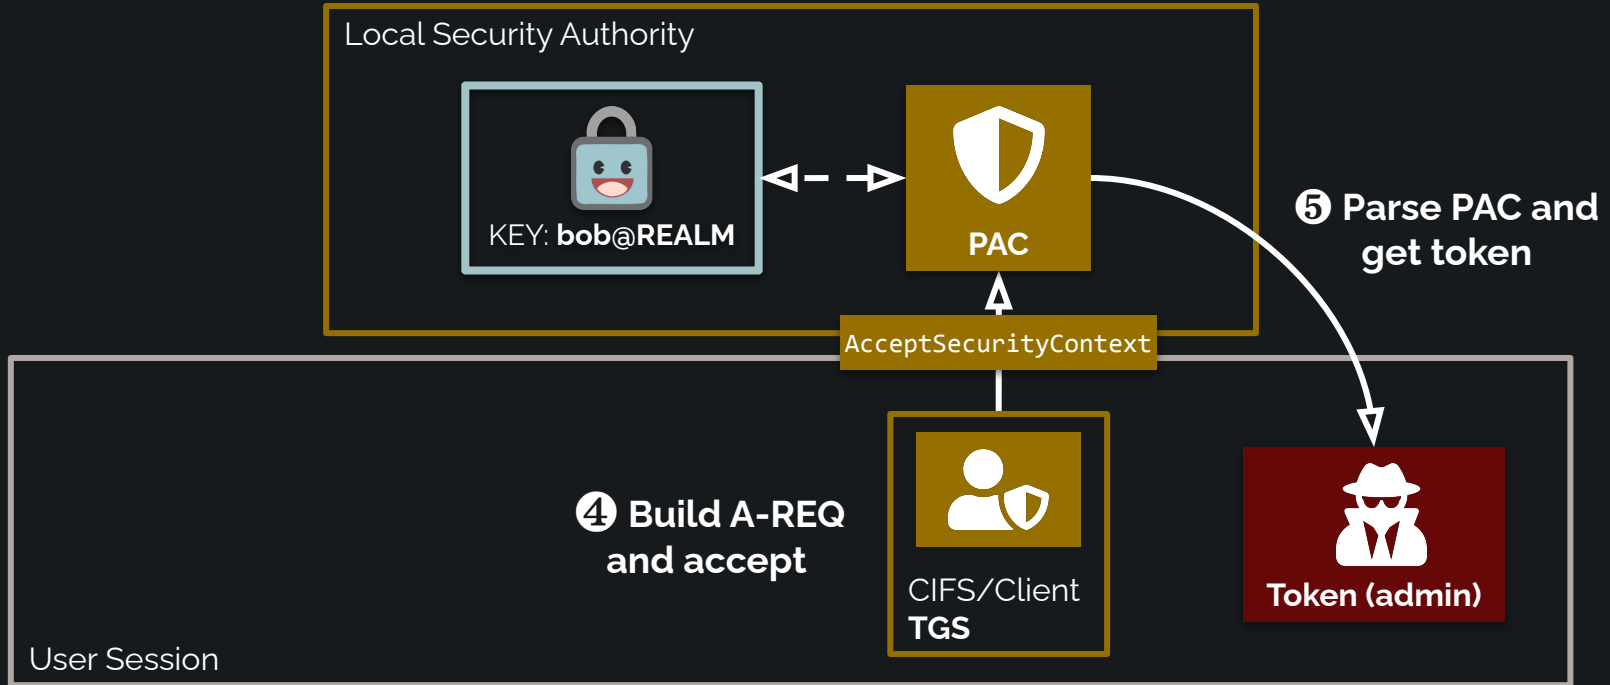 Local Security Authority
KEY: bob@REALM
PAC
❺ Parse PAC and
get token
AcceptSecurityContext
❹ Build A-REQ
and accept
CIFS/Client
TGS
Token (admin)
User Session